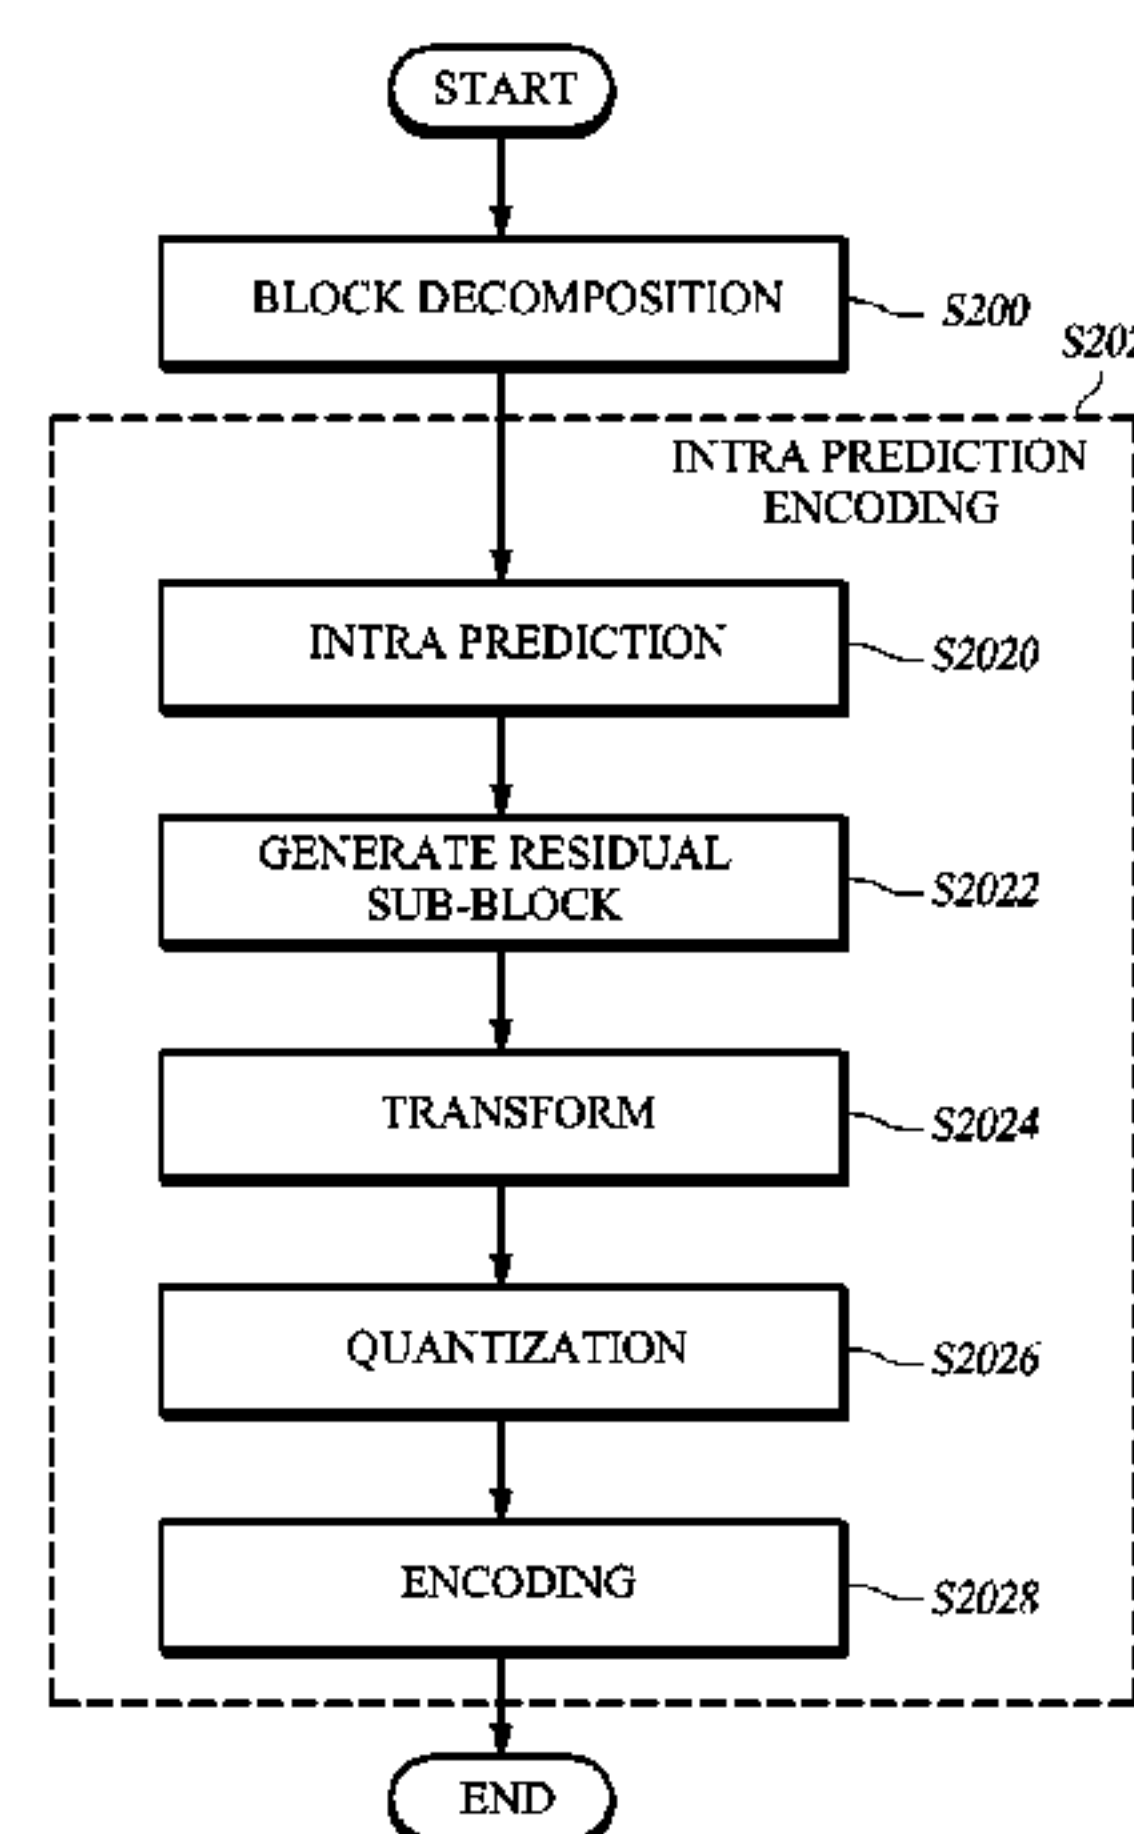 START
BLOCK DECOMPOSITION
S200
S202
INTRA PREDICTION
ENCODING
INTRA PREDICTION
S2020
GENERATE RESIDUAL
SUB-BLOCK
S2022
TRANSFORM
S2024
QUANTIZATION
S2026
ENCODING
S2028
END